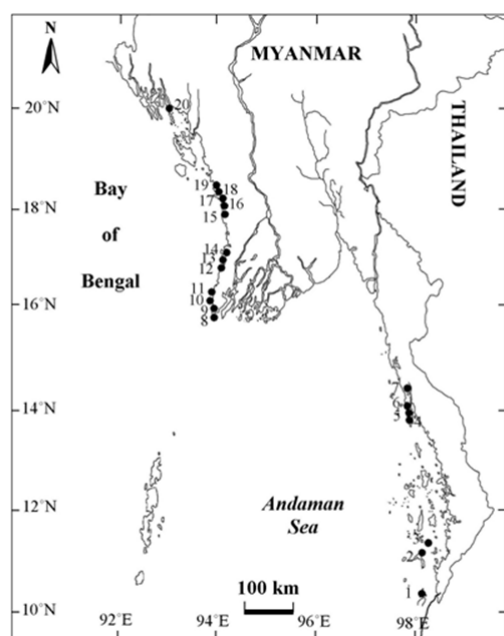 N
MYANMAR
20°N
20
THAILAND
19
18
Bay
17
16
18°N
15
of
14
13
12
Bengal
11
16°N
10
9
8
7
6
14°N
5
4
12°N
Andaman
Sea
3
2
100 km
1
10°N
92°E
94°E
96°E
98°E